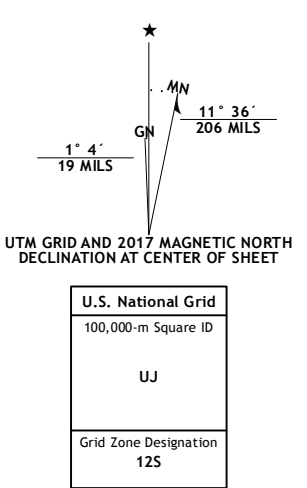 ★
MN
GN
11° 36´
206 MILS
1° 4´
19 MILS
UTM GRID AND 2017 MAGNETIC NORTH
DECLINATION AT CENTER OF SHEET
U.S. National Grid
100,000-m Square ID
UJ
Grid Zone Designation
12S